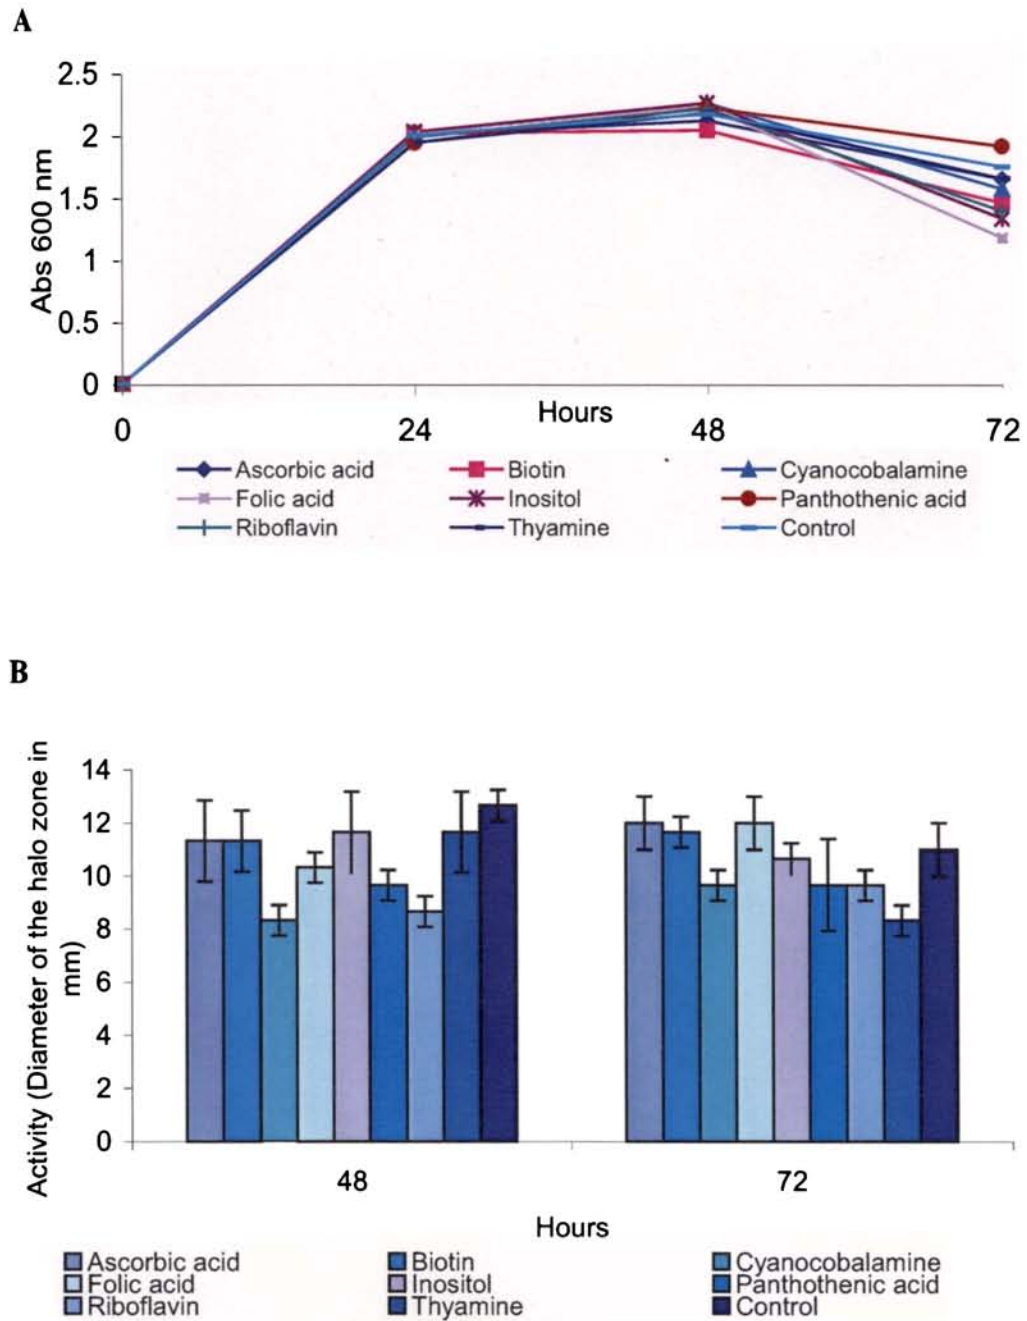 A
Abs 600 nm
2.5
2
1.5
1
0.5
0
0 24 48 72
Hours
Ascorbic acid Biotin Cyanocobalamine
Folic acid Inositol Panthothenic acid
Riboflavin Thyamine Control
B
Activity (Diameter of the halo zone in
mm)
14
12
10
8
6
4
2
0
48 72
Hours
Ascorbic acid Biotin Cyanocobalamine
Folic acid Inositol Panthothenic acid
Riboflavin Thyamine Control